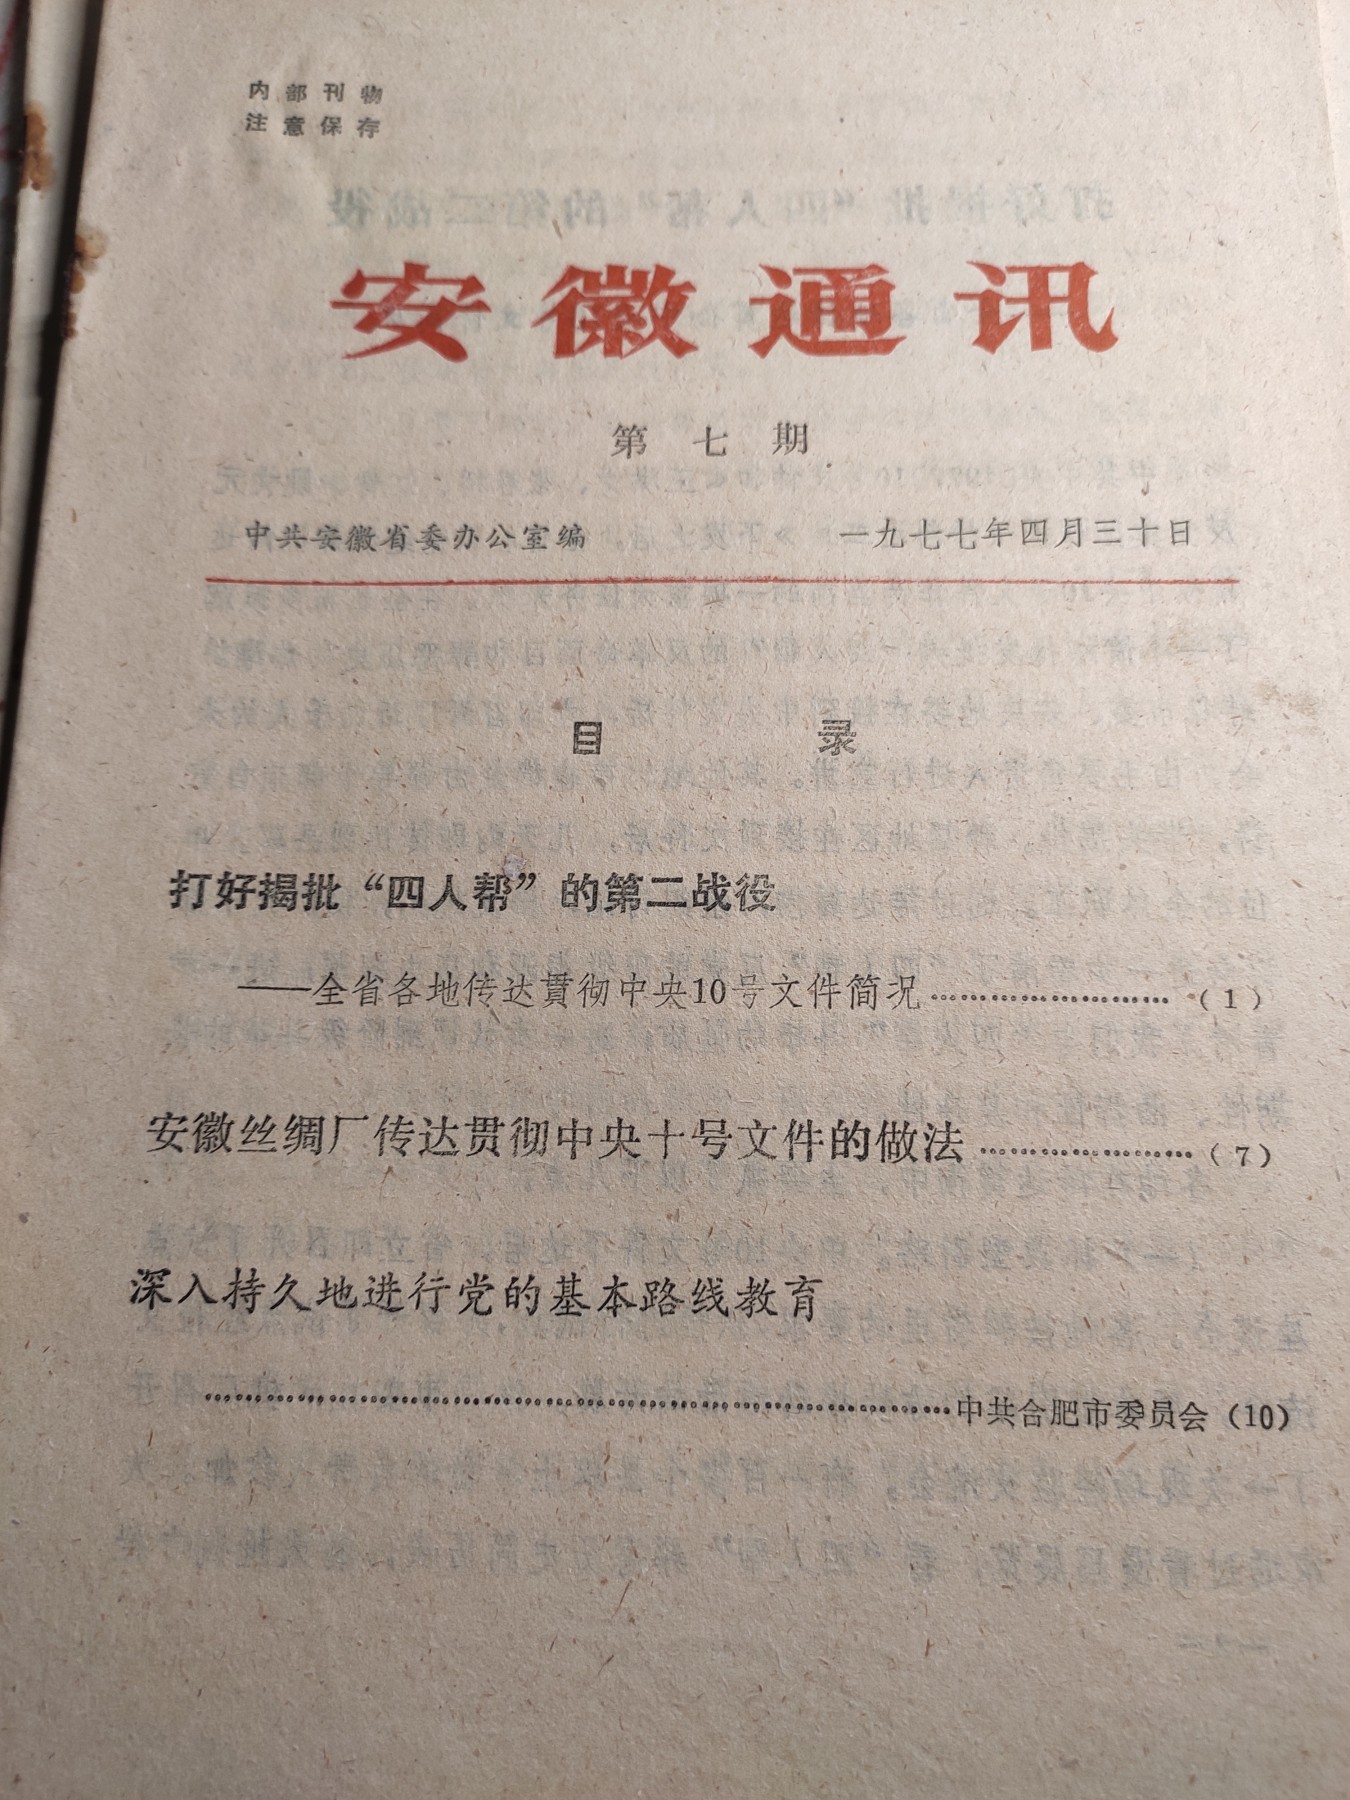 内部刊物
注意保存
安徽通讯
第七期
中共安徽省委办公室编 一九七七年四月三十日
目录
打好揭批“四人帮”的第二战役
——全省各地传达貫彻中央10号文件简况……………………（1）
安徽丝绸厂传达贯彻中央十号文件的做法…………………（7）
深入持久地进行党的基本路线教育
……………………………………………………………中共合肥市委员会（10）